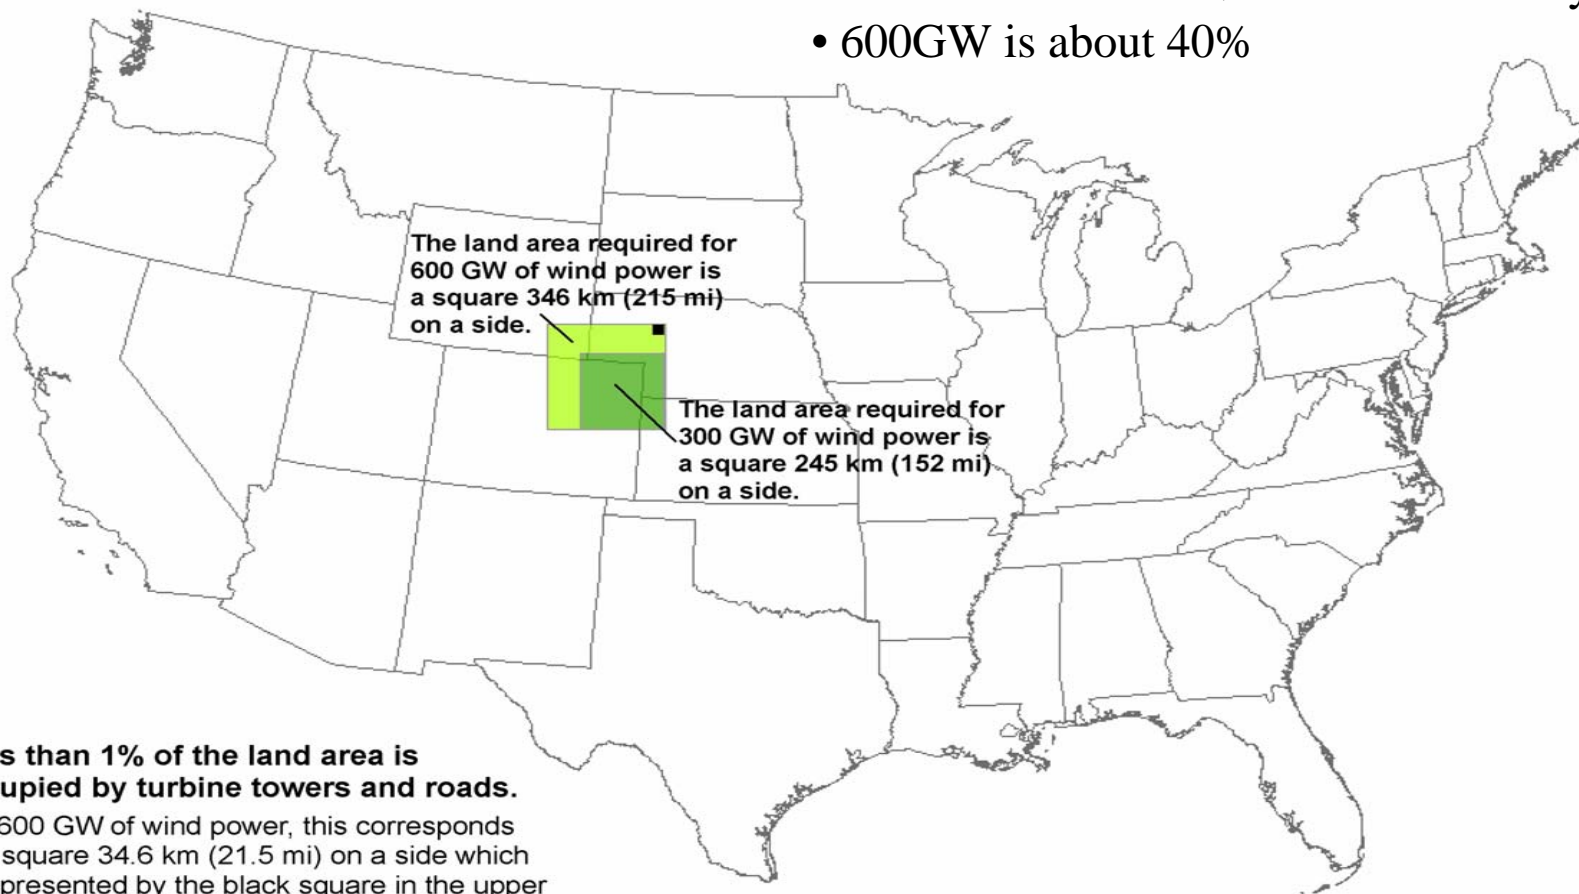 • 600GW is about 40%
The land area required for
600 GW of wind power is
a square 346 km (215 mi)
on a side.
The land area required for
300 GW of wind power is
a square 245 km (152 mi)
on a side.
s than 1% of the land area is
upied by turbine towers and roads.
600 GW of wind power, this corresponds
square 34.6 km (21.5 mi) on a side which
presented by the black square in the upper